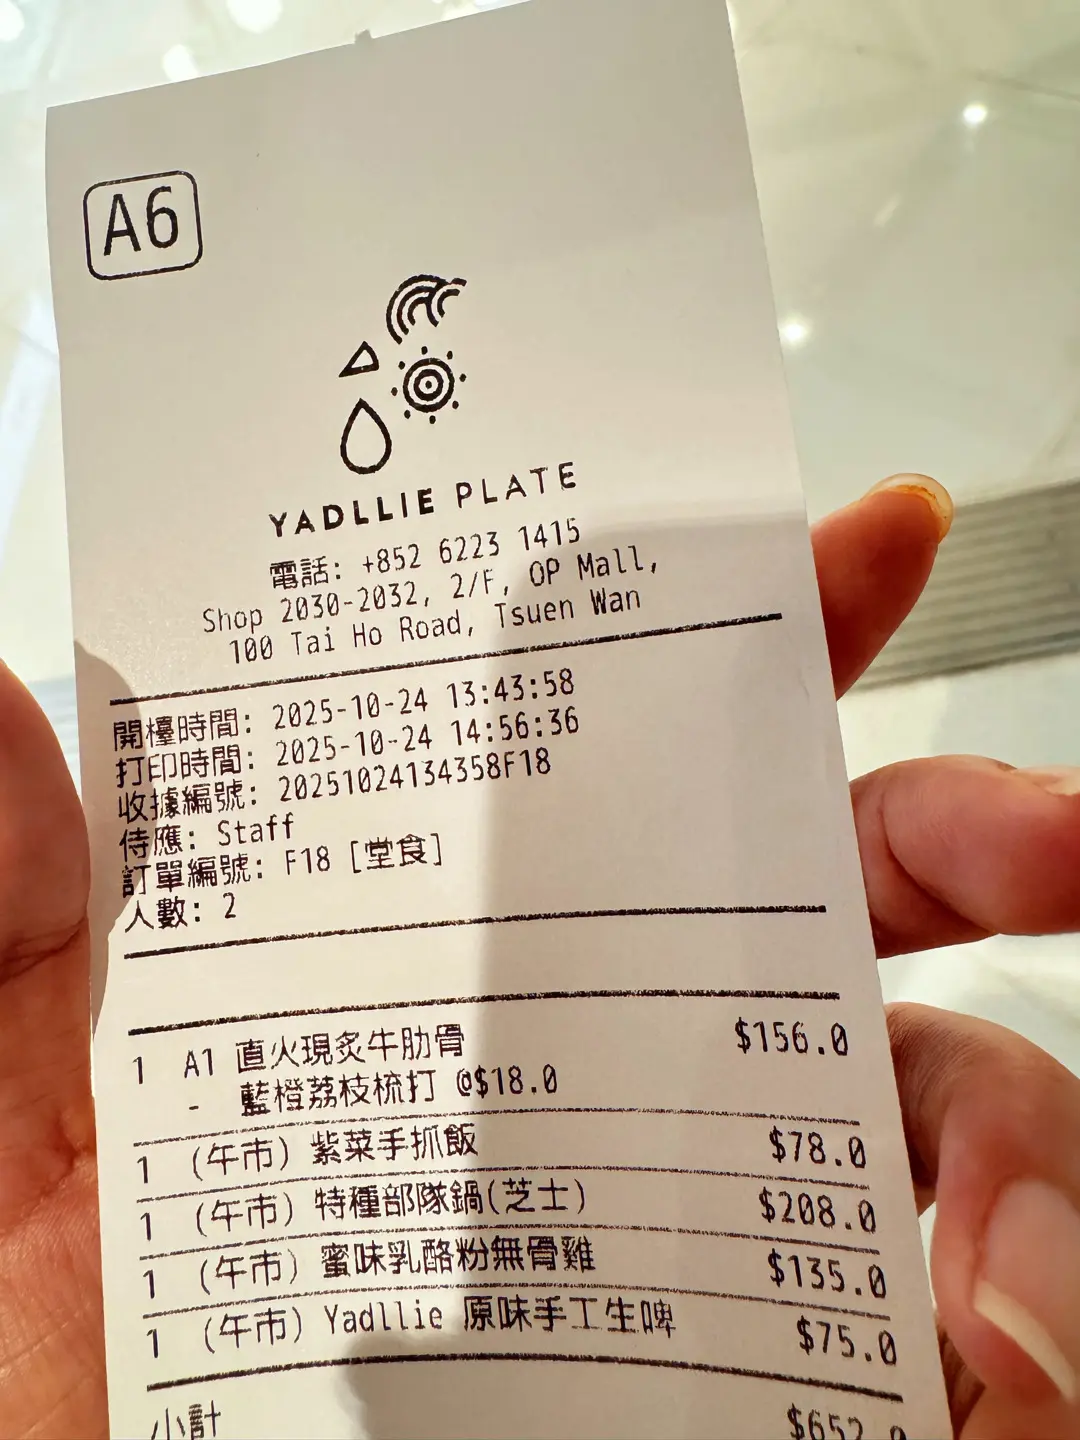 A6
YADLLIE PLATE
電話: +852 6223 1415
Shop 2030-2032, 2/F, OP Mall,
100 Tai Ho Road, Tsuen Wan
開檯時間: 2025-10-24 13:43:58
打印時間: 2025-10-24 14:56:36
收據編號: 20251024134358F18
侍應: Staff
訂單編號: F18 [堂食]
人數: 2
1 A1 直火現炙牛肋骨 $156.0
- 藍橙荔枝梳打 @$18.0
1 (午市) 紫菜手抓飯 $78.0
1 (午市) 特種部隊鍋(芝士) $208.0
1 (午市) 蜜味乳酪粉無骨雞 $135.0
1 (午市) Yadllie 原味手工生啤 $75.0
小計 $652.0